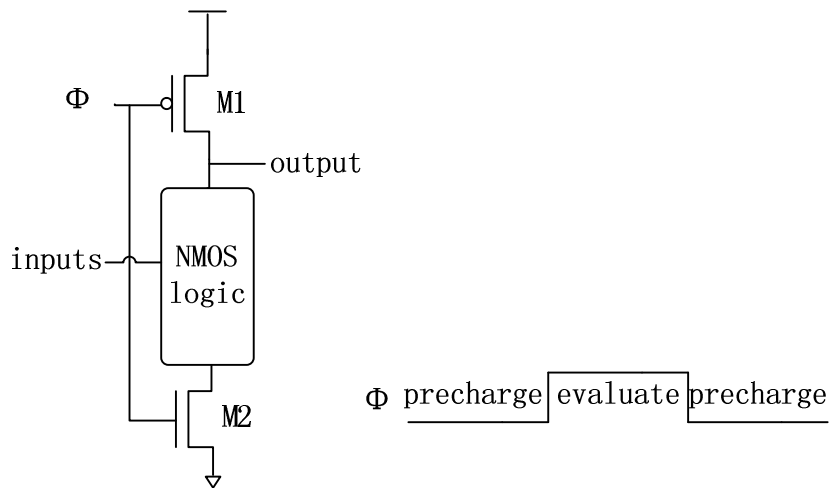 Φ
M1
output
inputs
NMOS
logic
M2
Φ precharge evaluate precharge